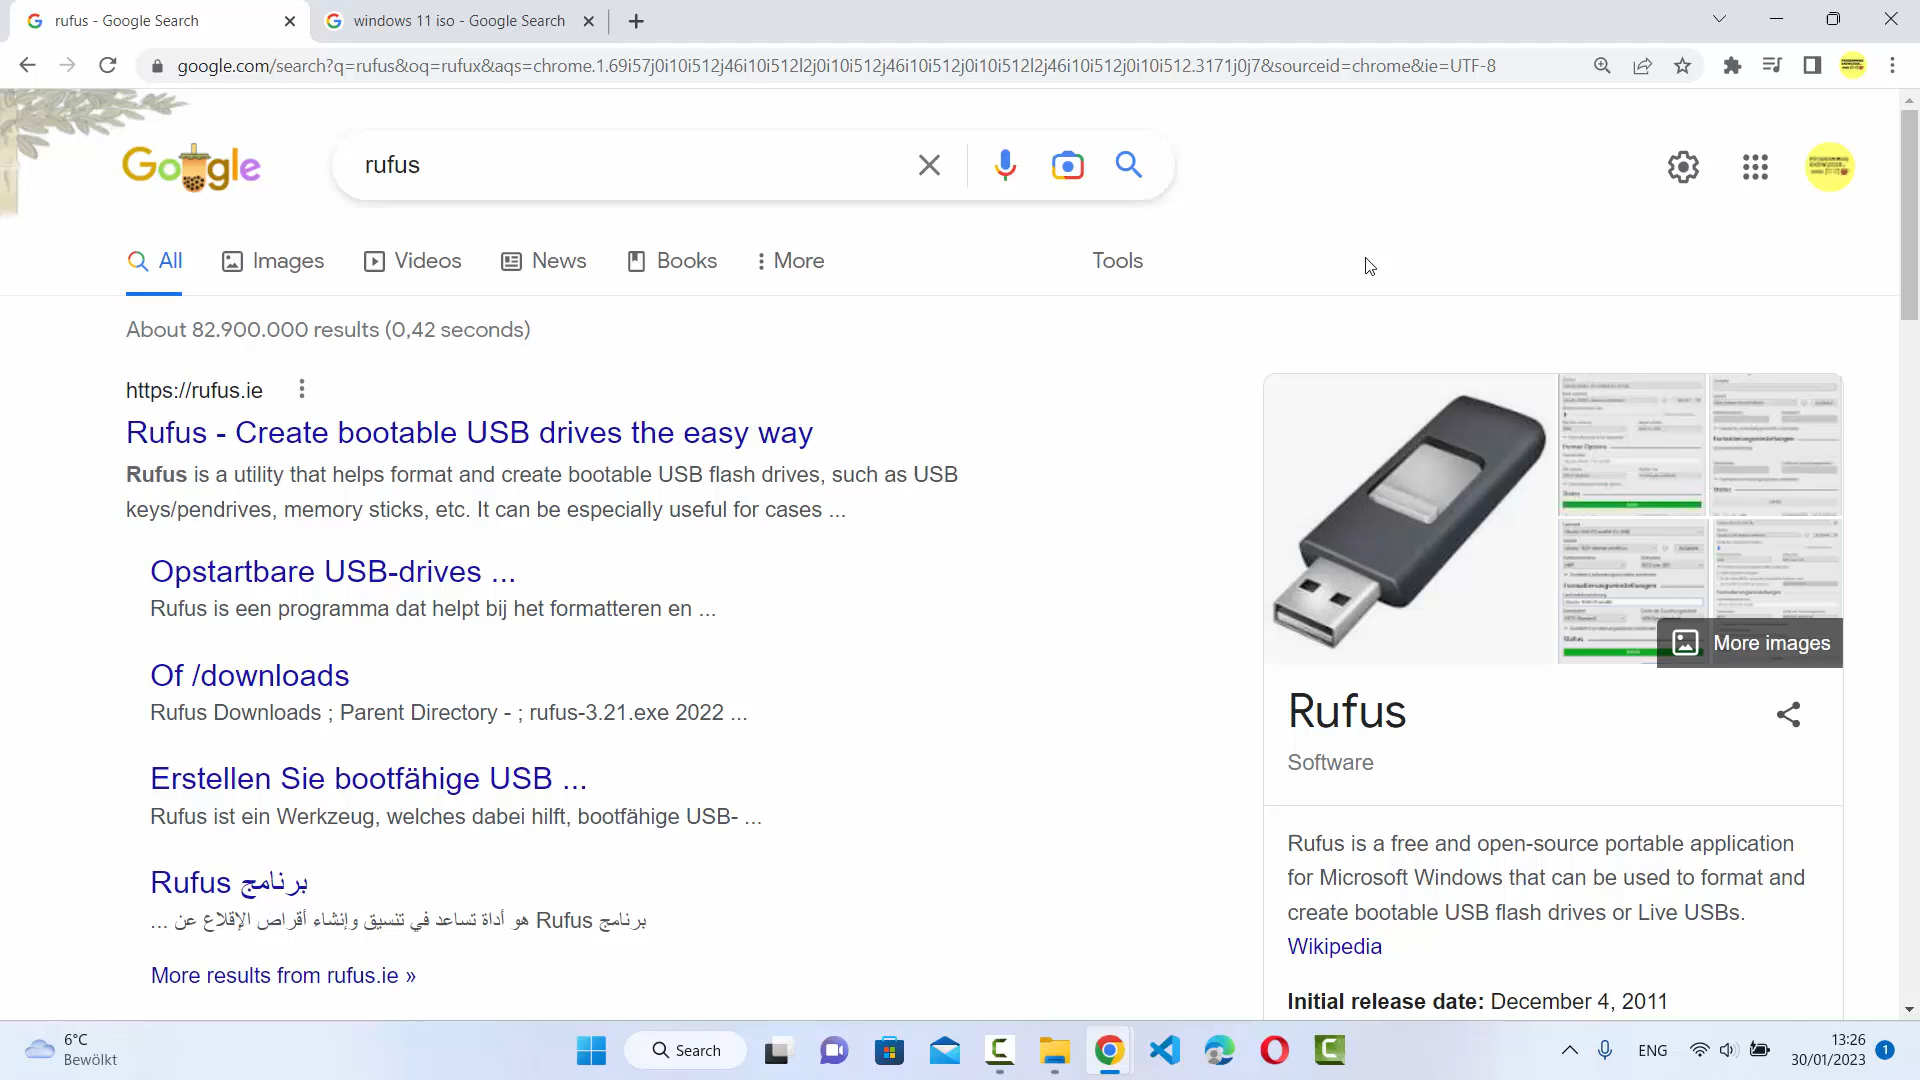 rufus - Google Search
windows 11 iso - Google Search
google.com/search?q=rufus&oq=rufux&aqs=chrome.1.69i57j0i10i512j46i10i512l2j0i10i512j46i10i512j0i10i512l2j46i10i512j0i10i512.3171j0j7&sourceid=chrome&ie=UTF-8
Google
rufus
All
Images
Videos
News
Books
More
Tools
About 82.900.000 results (0,42 seconds)
https://rufus.ie
Rufus - Create bootable USB drives the easy way
Rufus is a utility that helps format and create bootable USB flash drives, such as USB
keys/pendrives, memory sticks, etc. It can be especially useful for cases ...
Opstartbare USB-drives ...
Rufus is een programma dat helpt bij het formatteren en ...
Of /downloads
Rufus Downloads ; Parent Directory - ; rufus-3.21.exe 2022 ...
Erstellen Sie bootfähige USB ...
Rufus ist ein Werkzeug, welches dabei hilft, bootfähige USB- ...
برنامج Rufus
برنامج Rufus هو أداة تساعد في تنسيق وإنشاء أقراص الإقلاع عن ...
More results from rufus.ie »
More images
Rufus
Software
Rufus is a free and open-source portable application
for Microsoft Windows that can be used to format and
create bootable USB flash drives or Live USBs.
Wikipedia
Initial release date: December 4, 2011
6°C
Bewölkt
Search
ENG
13:26
30/01/2023
1